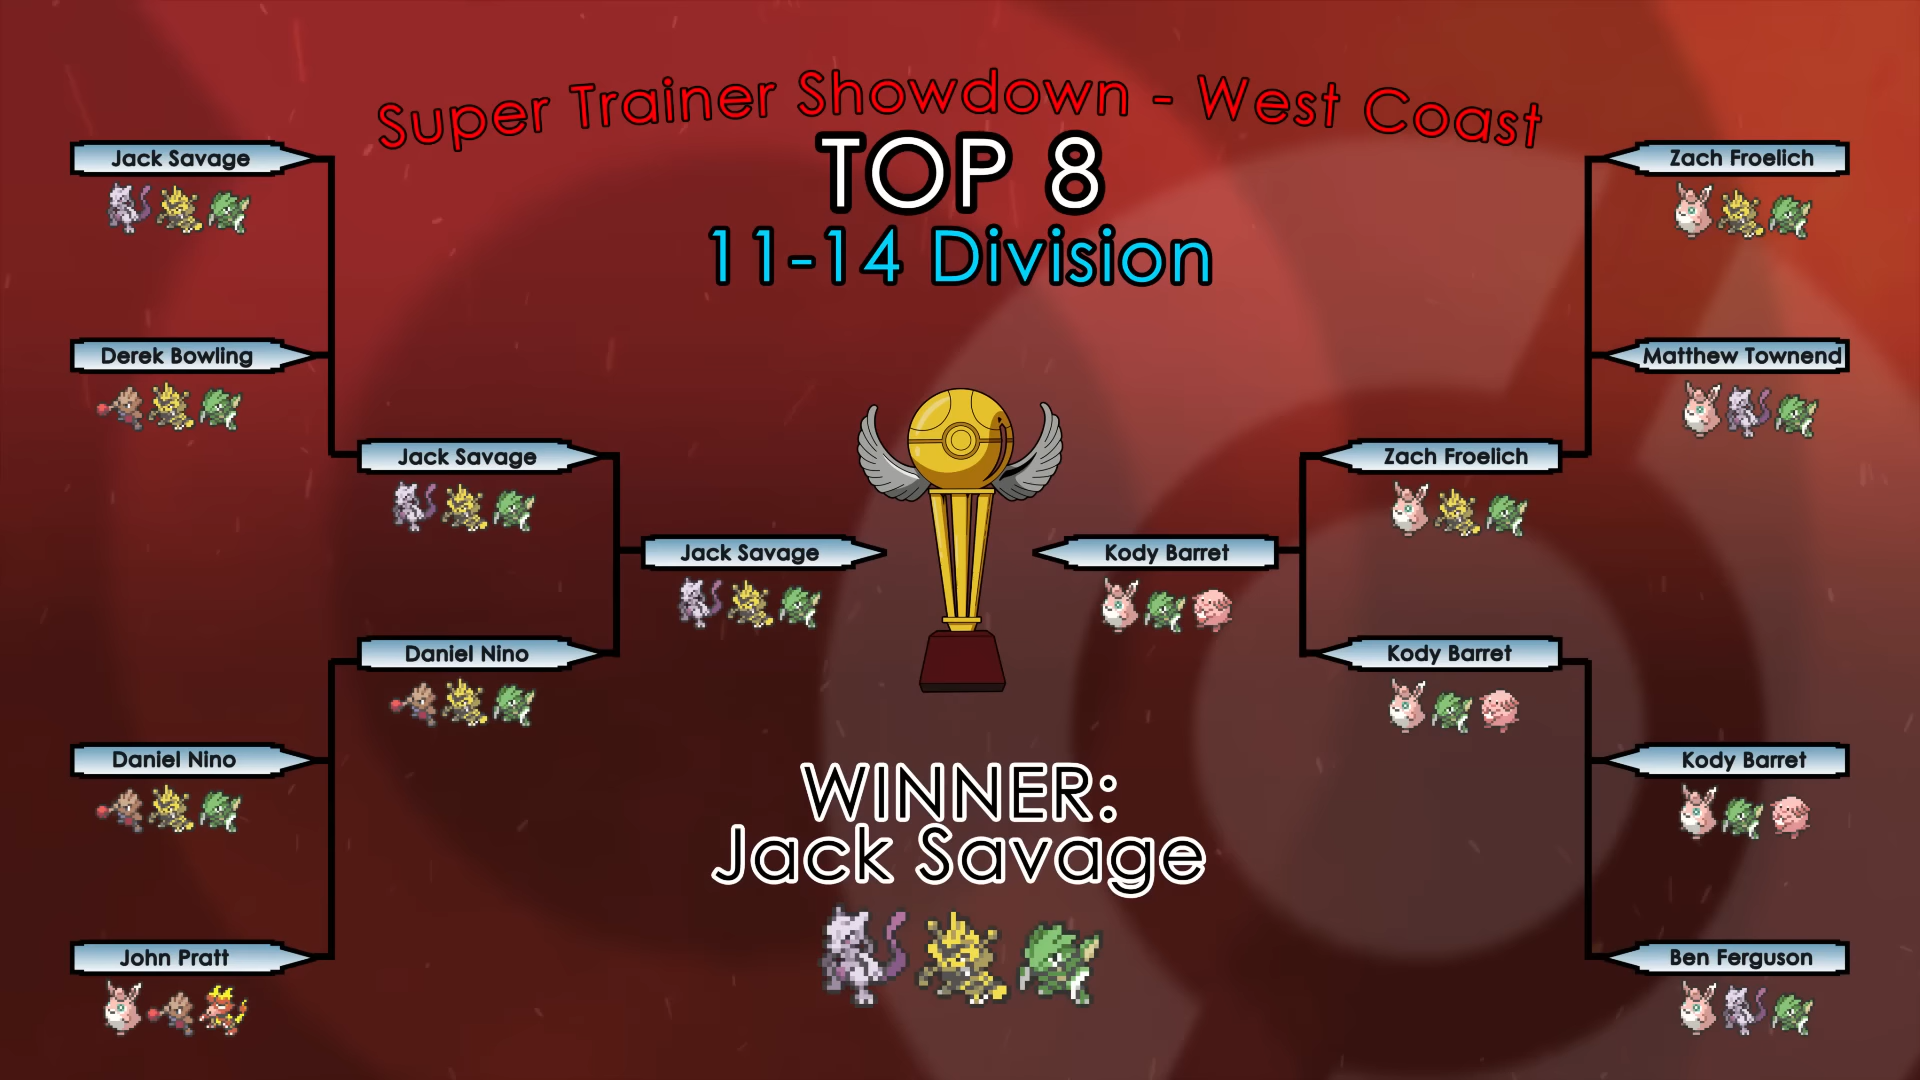 Super Trainer Showdown - West Coast
TOP 8
11-14 Division
Jack Savage
Derek Bowling
Daniel Nino
John Pratt
Jack Savage
Daniel Nino
Jack Savage
Kody Barret
Zach Froelich
Kody Barret
Zach Froelich
Matthew Townend
Kody Barret
Ben Ferguson
WINNER:
Jack Savage